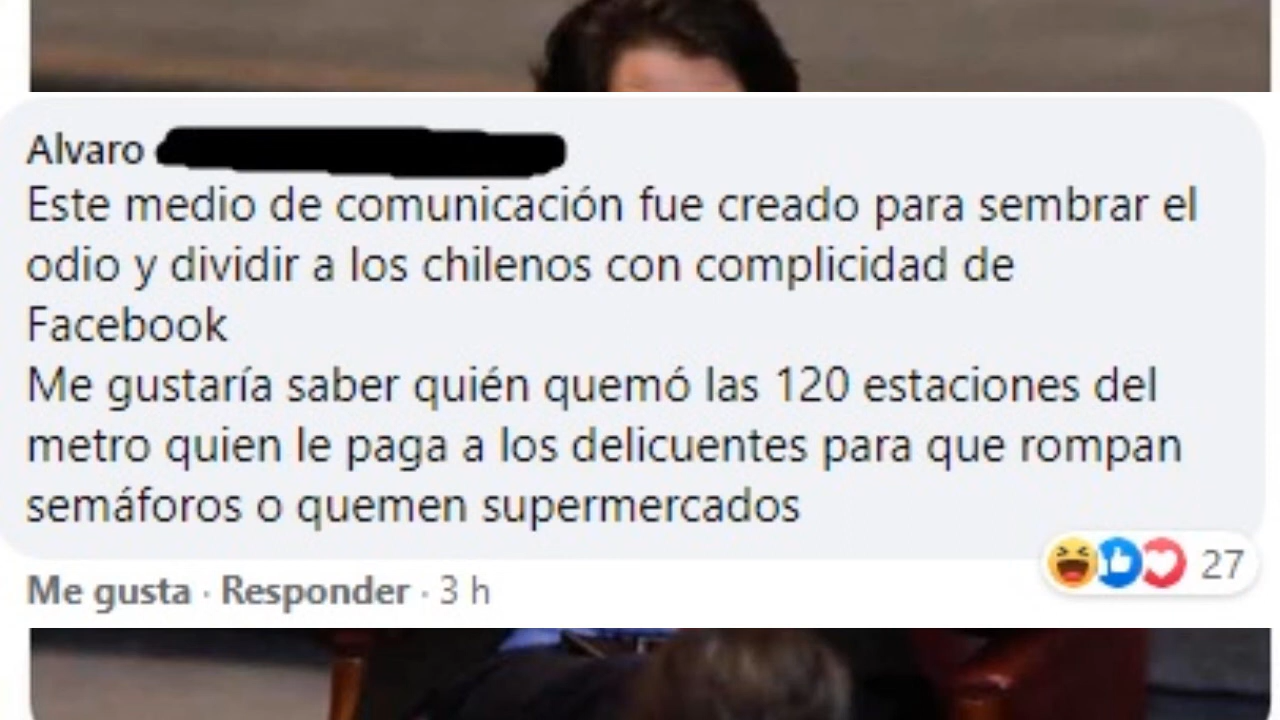 Alvaro
Este medio de comunicación fue creado para sembrar el
odio y dividir a los chilenos con complicidad de
Facebook
Me gustaría saber quién quemó las 120 estaciones del
metro quien le paga a los delicuentes para que rompan
semáforos o quemen supermercados
27
Me gusta · Responder · 3 h